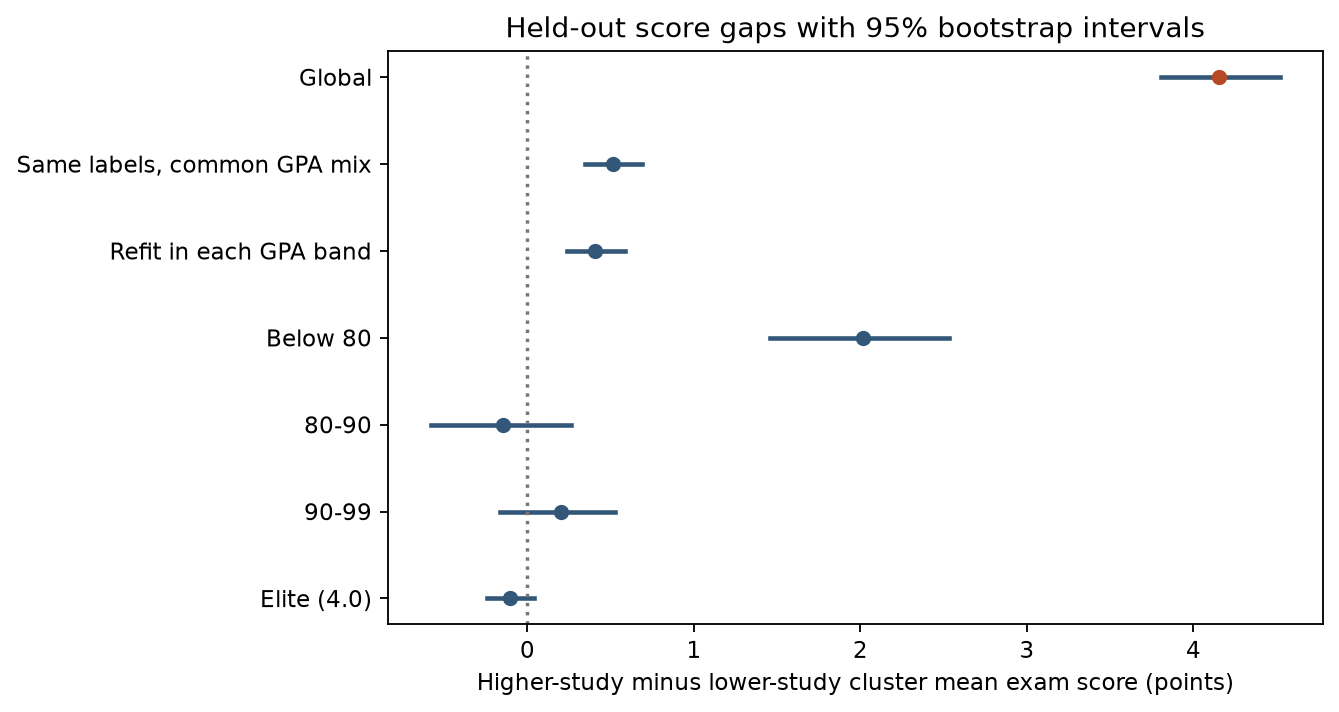 Held-out score gaps with 95% bootstrap intervals
Global
Same labels, common GPA mix
Refit in each GPA band
Below 80
80-90
90-99
Elite (4.0)
0 1 2 3 4
Higher-study minus lower-study cluster mean exam score (points)